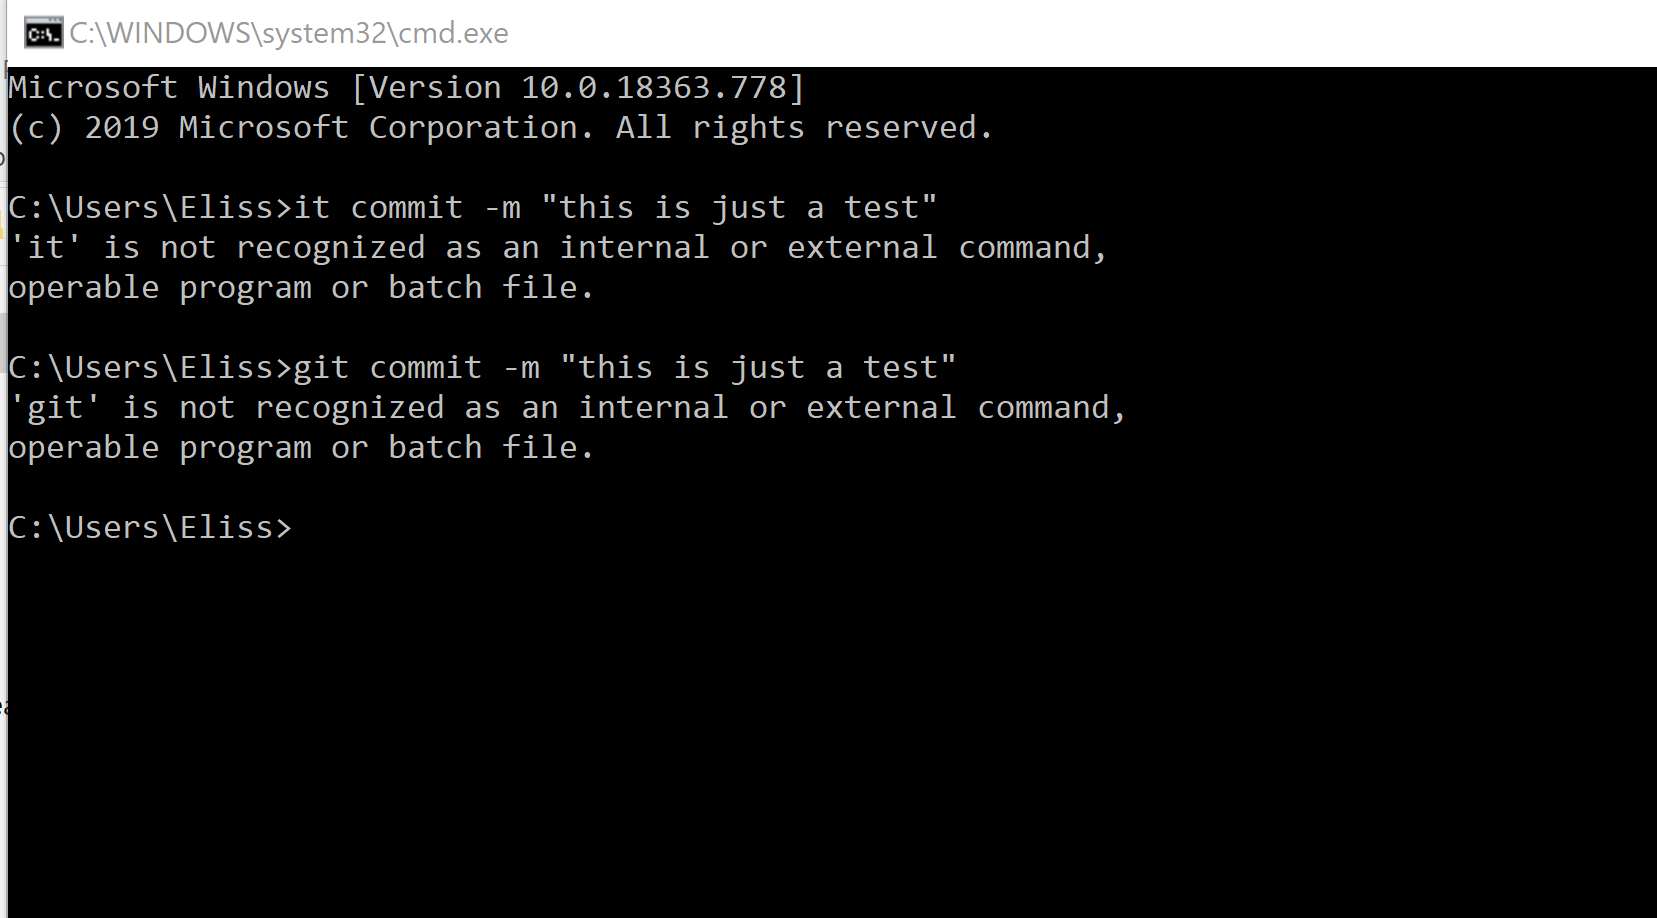 C:\WINDOWS\system32\cmd.exe
Microsoft Windows [Version 10.0.18363.778]
(c) 2019 Microsoft Corporation. All rights reserved.
C:\Users\Eliss>it commit -m "this is just a test"
'it' is not recognized as an internal or external command,
operable program or batch file.
C:\Users\Eliss>git commit -m "this is just a test"
'git' is not recognized as an internal or external command,
operable program or batch file.
C:\Users\Eliss>